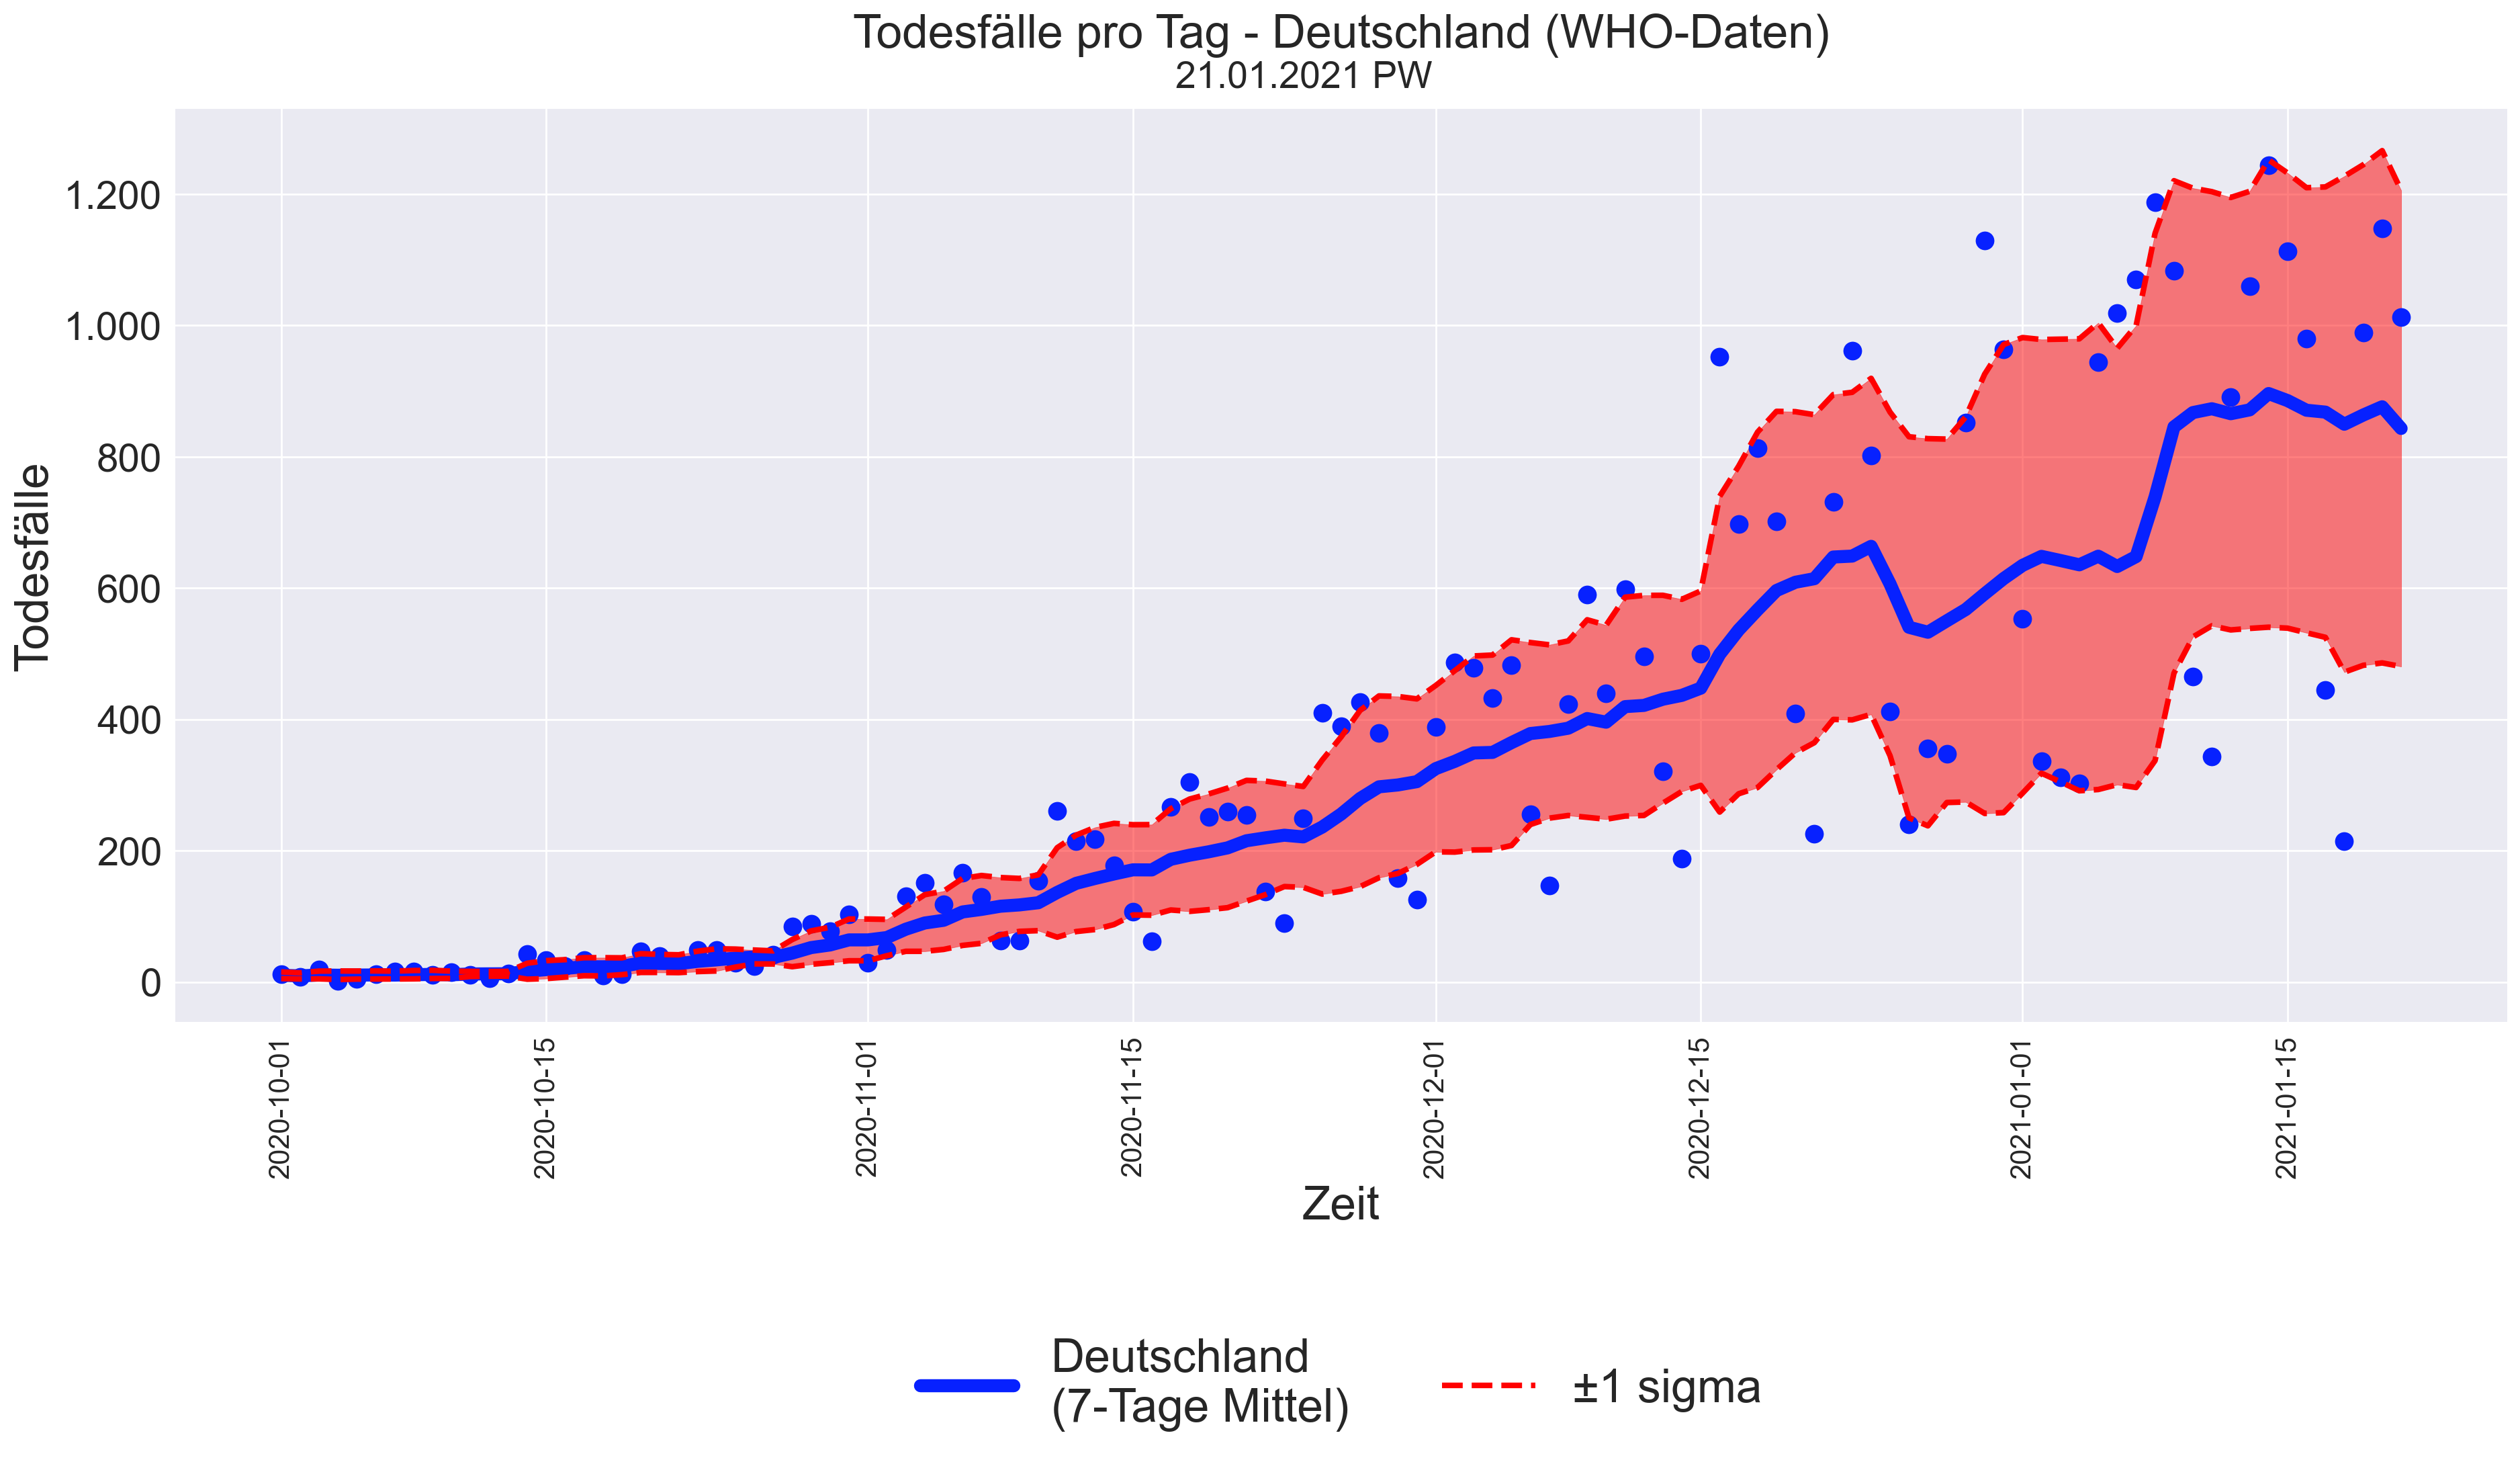 Todesfälle pro Tag - Deutschland (WHO-Daten)
21.01.2021 PW
Todesfälle
1.200
1.000
800
600
400
200
0
2020-10-01
2020-10-15
2020-11-01
2020-11-15
2020-12-01
2020-12-15
2021-01-01
2021-01-15
Zeit
Deutschland
(7-Tage Mittel)
±1 sigma